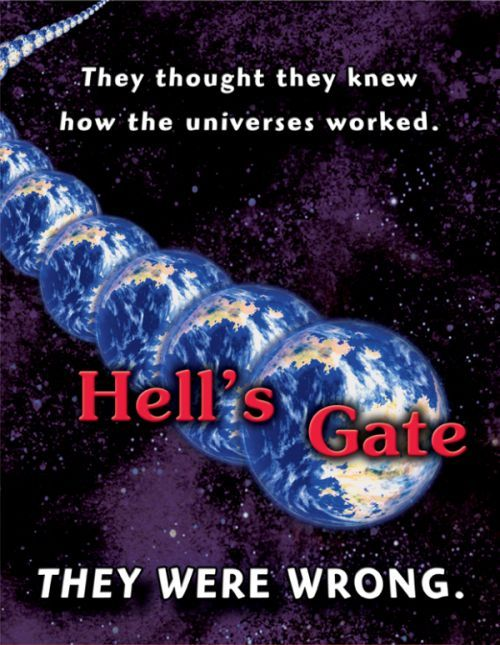 They thought they knew
how the universes worked.
Hell's
Gate
THEY WERE WRONG.